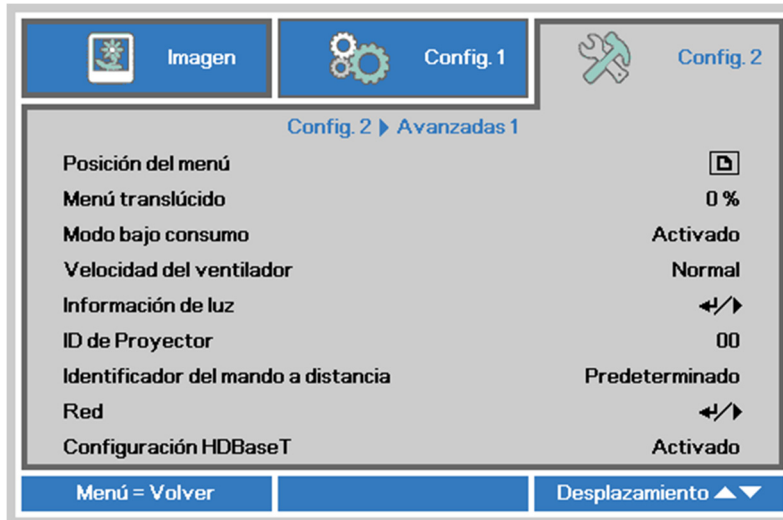 Imagen
Config. 1
Config. 2
Config. 2 ▶ Avanzadas 1
Posición del menú
Menú translúcido 0 %
Modo bajo consumo Activado
Velocidad del ventilador Normal
Información de luz ↵/▶
ID de Proyector 00
Identificador del mando a distancia Predeterminado
Red ↵/▶
Configuración HDBaseT Activado
Menú = Volver
Desplazamiento ▲▼